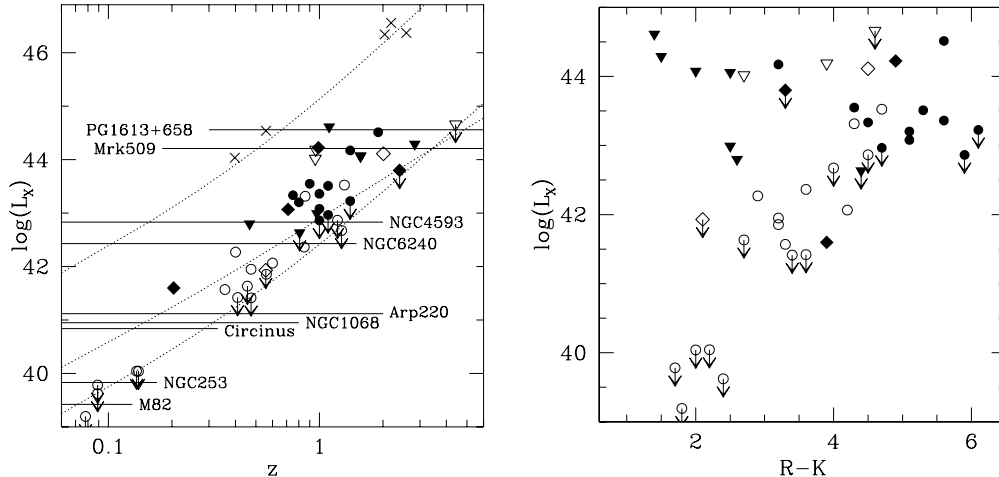 46
44
42
40
log(L_X)
0.1
1
z
PG1613+658
Mrk509
NGC4593
NGC6240
Arp220
NGC1068
Circinus
NGC253
M82
44
42
40
log(L_X)
2
4
6
R−K